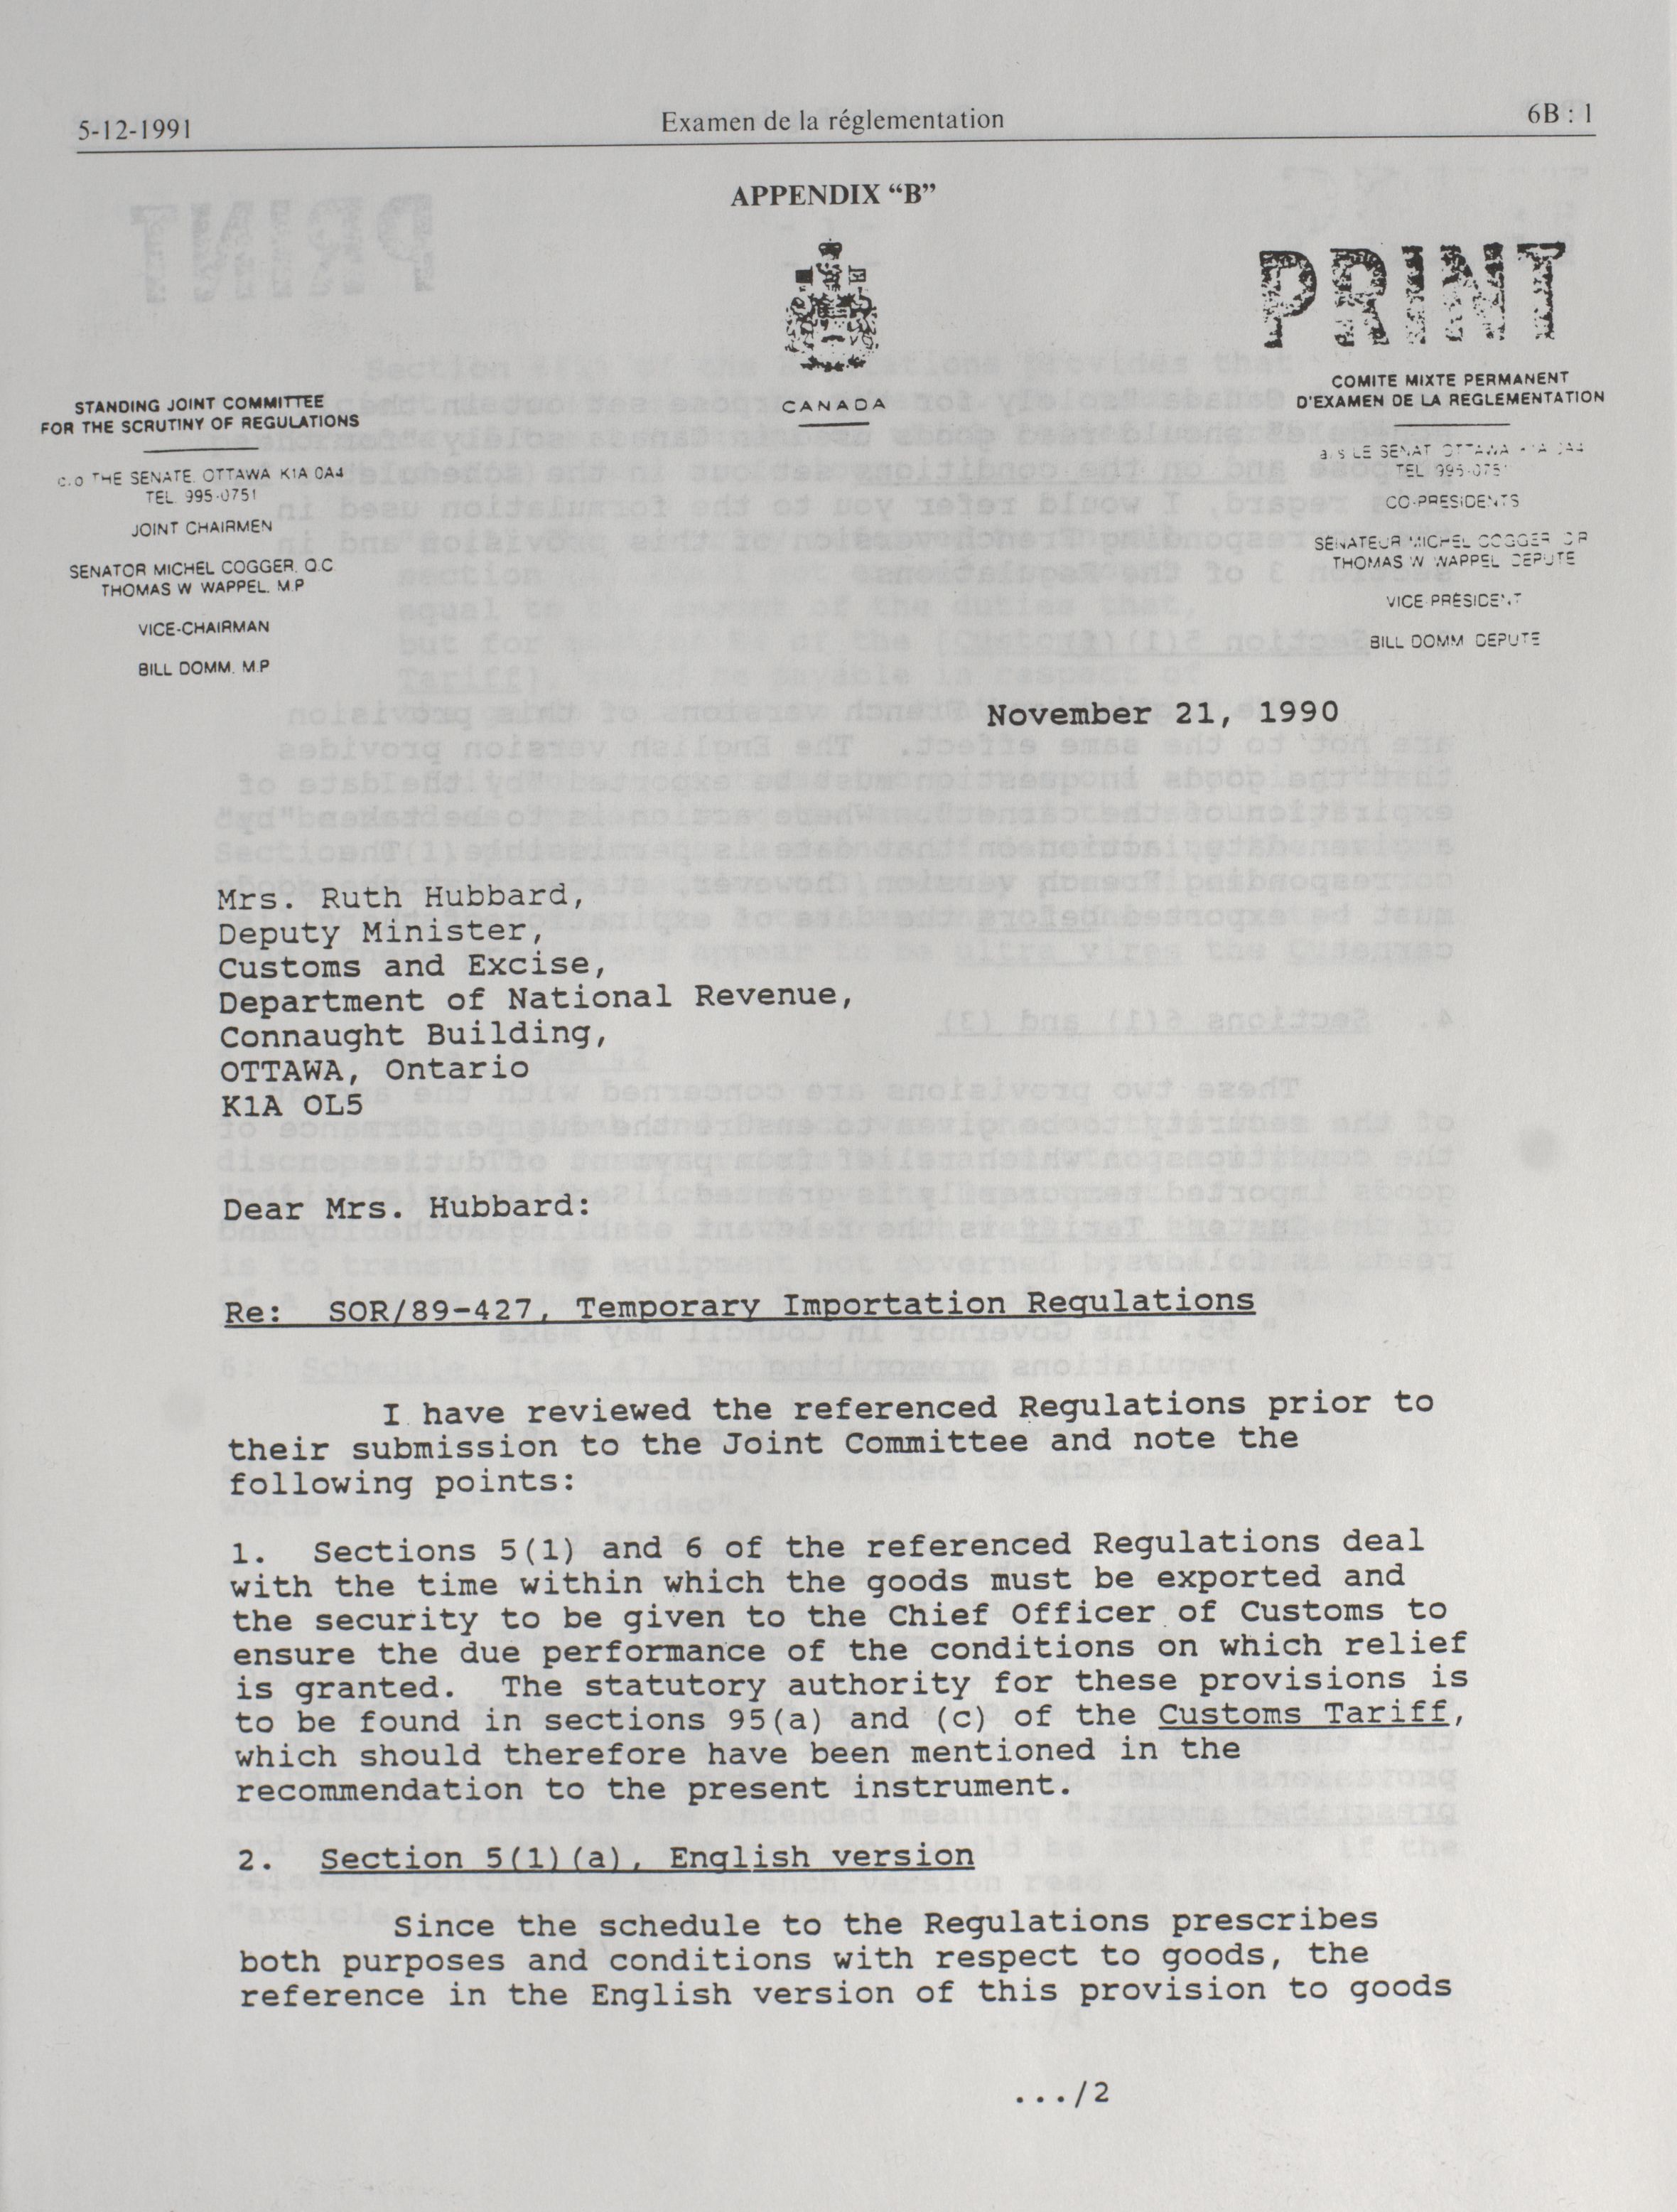 5-12-1991 Examen de la réglementation 6B : 1
APPENDIX “B”
PRINT
CANADA
STANDING JOINT COMMITTEE
FOR THE SCRUTINY OF REGULATIONS
c.o THE SENATE. OTTAWA K1A 0A4
TEL. 995-0751
JOINT CHAIRMEN
SENATOR MICHEL COGGER, Q.C
THOMAS W WAPPEL, M.P
VICE-CHAIRMAN
BILL DOMM, M.P
COMITE MIXTE PERMANENT
D'EXAMEN DE LA REGLEMENTATION
a/s LE SENAT OTTAWA K1A 0A4
TEL 995-0751
CO-PRESIDENTS
SENATEUR MICHEL COGGER C R
THOMAS W WAPPEL DEPUTE
VICE-PRÉSIDENT
BILL DOMM DEPUTE
November 21, 1990
Mrs. Ruth Hubbard,
Deputy Minister,
Customs and Excise,
Department of National Revenue,
Connaught Building,
OTTAWA, Ontario
K1A OL5
Dear Mrs. Hubbard:
Re: SOR/89-427, Temporary Importation Regulations
I have reviewed the referenced Regulations prior to
their submission to the Joint Committee and note the
following points:
1. Sections 5(1) and 6 of the referenced Regulations deal
with the time within which the goods must be exported and
the security to be given to the Chief Officer of Customs to
ensure the due performance of the conditions on which relief
is granted. The statutory authority for these provisions is
to be found in sections 95(a) and (c) of the Customs Tariff,
which should therefore have been mentioned in the
recommendation to the present instrument.
2. Section 5(1)(a), English version
Since the schedule to the Regulations prescribes
both purposes and conditions with respect to goods, the
reference in the English version of this provision to goods
.../2